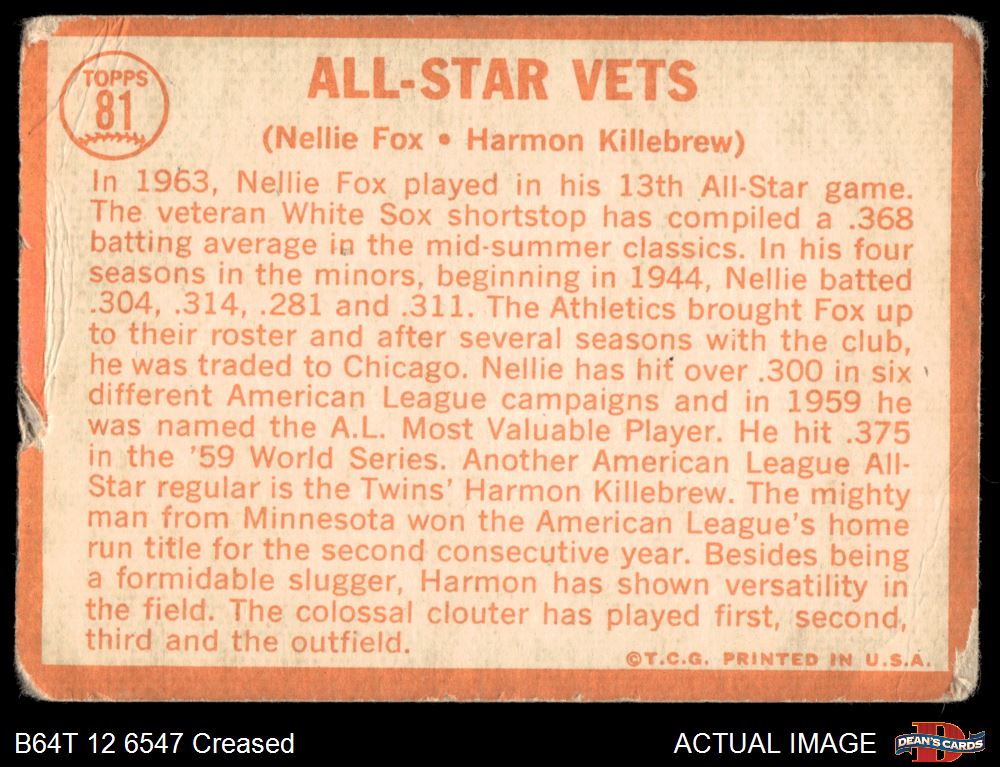 TOPPS
81
ALL-STAR VETS
(Nellie Fox • Harmon Killebrew)
In 1963, Nellie Fox played in his 13th All-Star game.
The veteran White Sox shortstop has compiled a .368
batting average in the mid-summer classics. In his four
seasons in the minors, beginning in 1944, Nellie batted
.304, .314, .281 and .311. The Athletics brought Fox up
to their roster and after several seasons with the club,
he was traded to Chicago. Nellie has hit over .300 in six
different American League campaigns and in 1959 he
was named the A.L. Most Valuable Player. He hit .375
in the '59 World Series. Another American League All-
Star regular is the Twins' Harmon Killebrew. The mighty
man from Minnesota won the American League's home
run title for the second consecutive year. Besides being
a formidable slugger, Harmon has shown versatility in
the field. The colossal clouter has played first, second,
third and the outfield.
©T.C.G. PRINTED IN U.S.A.
B64T 12 6547 Creased
ACTUAL IMAGE
DEAN'S CARDS